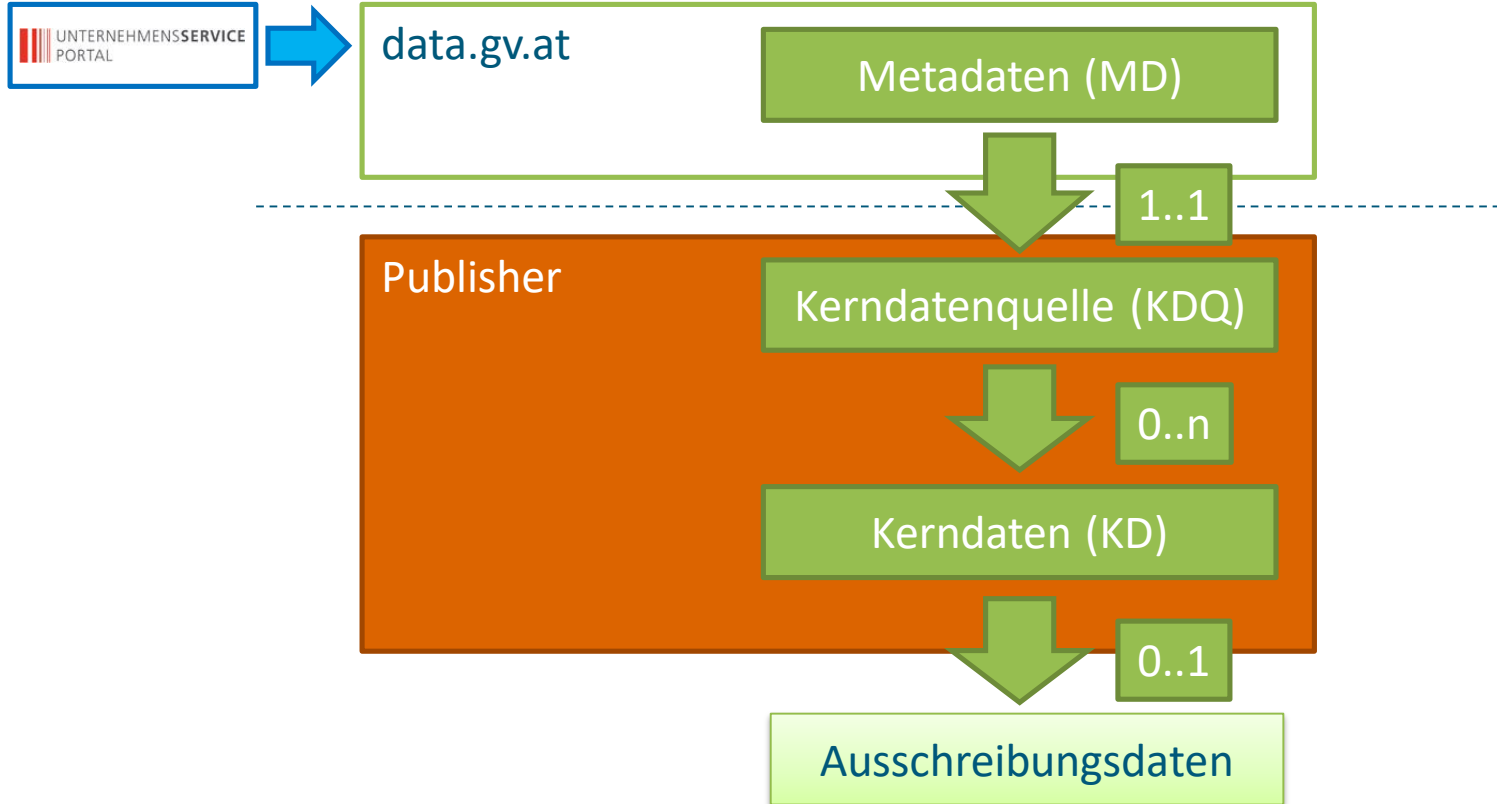 UNTERNEHMENSSERVICE
PORTAL
data.gv.at
Metadaten (MD)
1..1
Publisher
Kerndatenquelle (KDQ)
0..n
Kerndaten (KD)
0..1
Ausschreibungsdaten